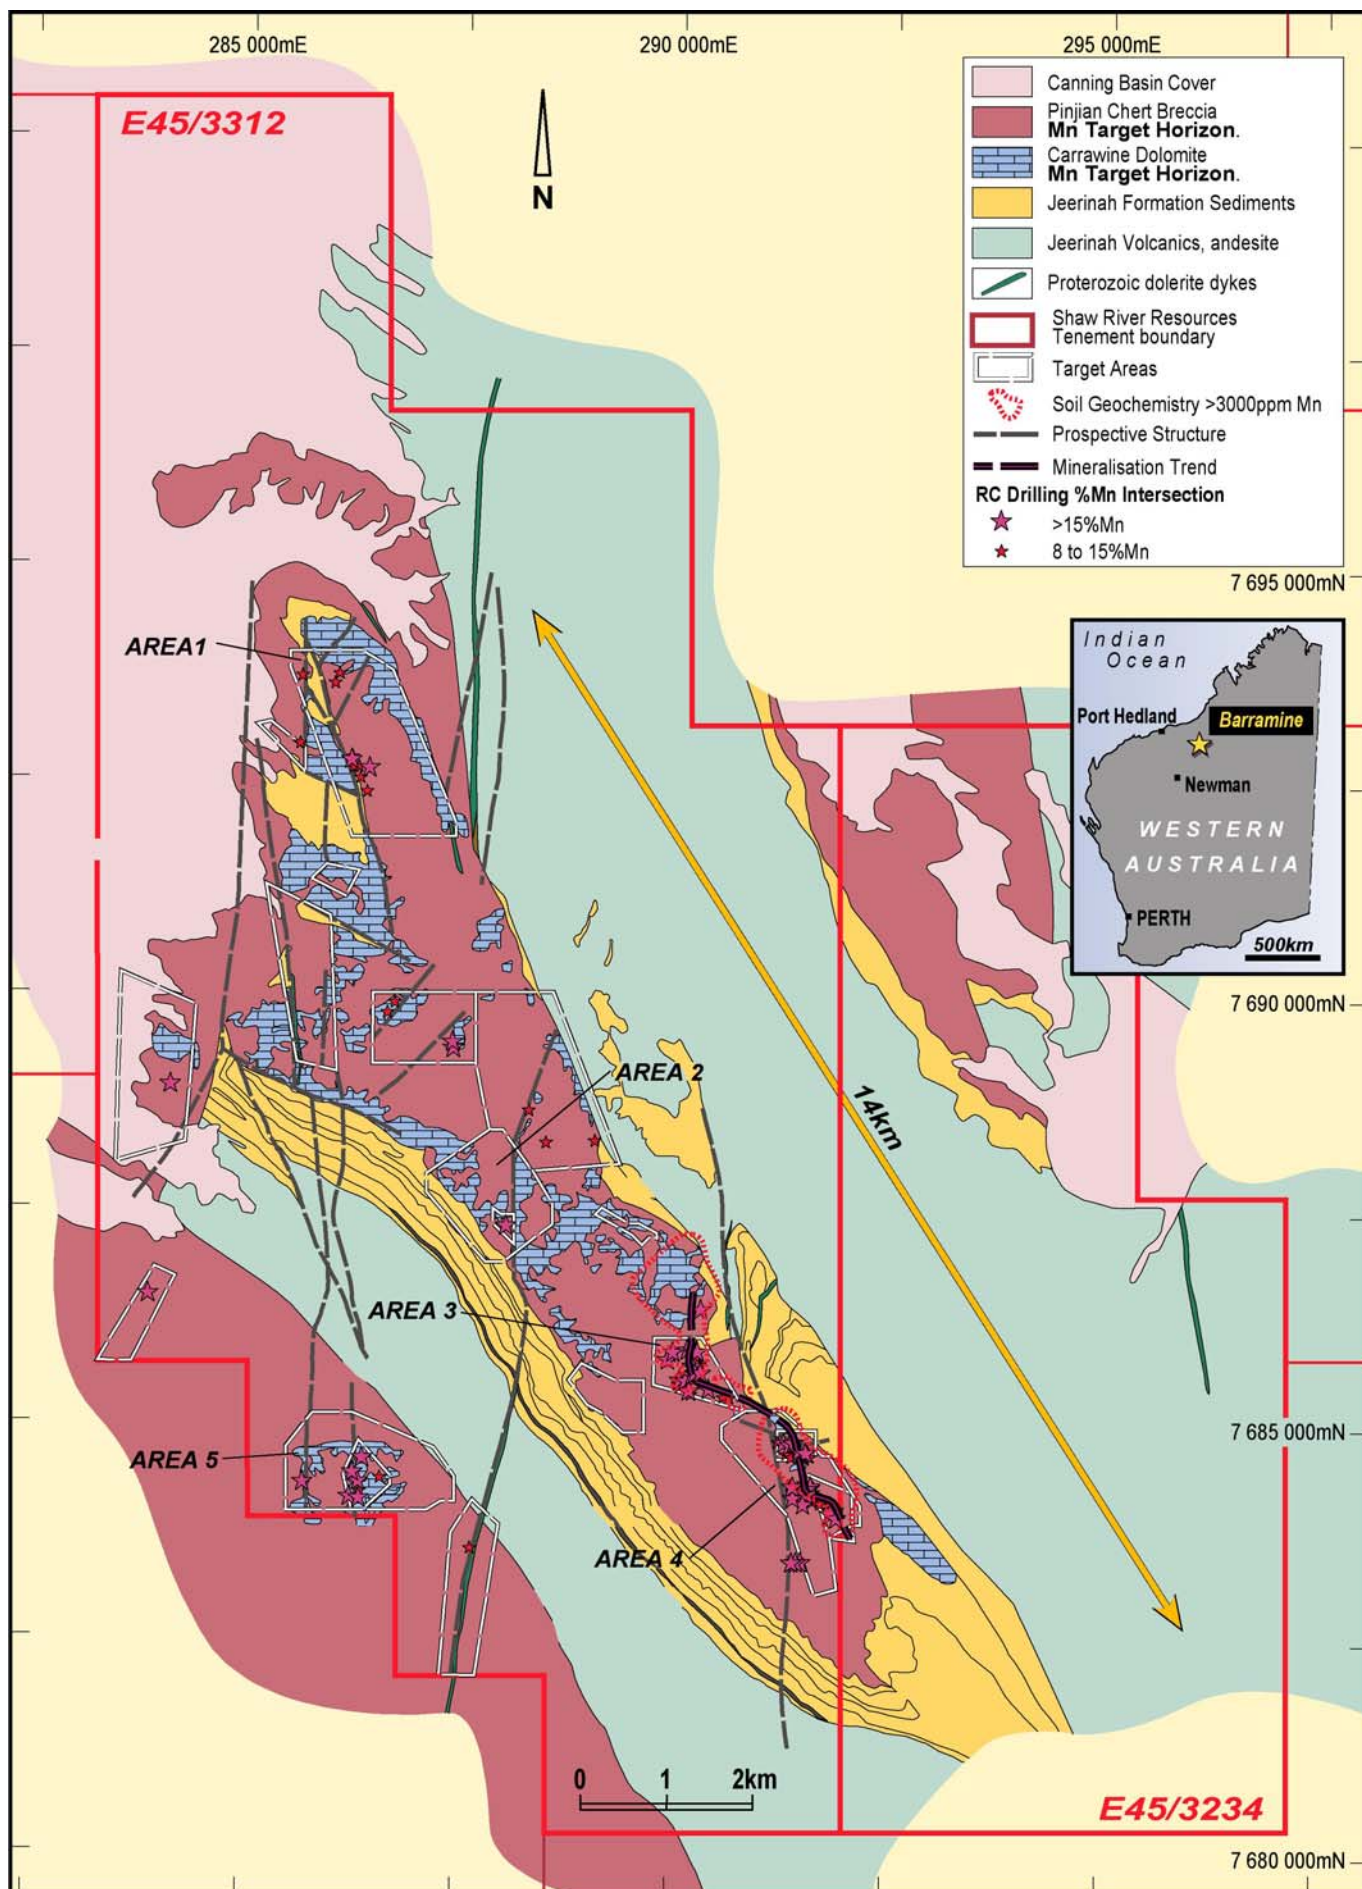 285 000mE
290 000mE
295 000mE
E45/3312
N
Canning Basin Cover
Pinjian Chert Breccia
Mn Target Horizon.
Carrawine Dolomite
Mn Target Horizon.
Jeerinah Formation Sediments
Jeerinah Volcanics, andesite
Proterozoic dolerite dykes
Shaw River Resources
Tenement boundary
Target Areas
Soil Geochemistry >3000ppm Mn
Prospective Structure
Mineralisation Trend
RC Drilling %Mn Intersection
>15%Mn
8 to 15%Mn
7 695 000mN
AREA1
Indian
Ocean
Port Hedland
Barramine
Newman
WESTERN
AUSTRALIA
PERTH
500km
7 690 000mN
AREA 2
14km
AREA 3
7 685 000mN
AREA 5
AREA 4
0 1 2km
E45/3234
7 680 000mN